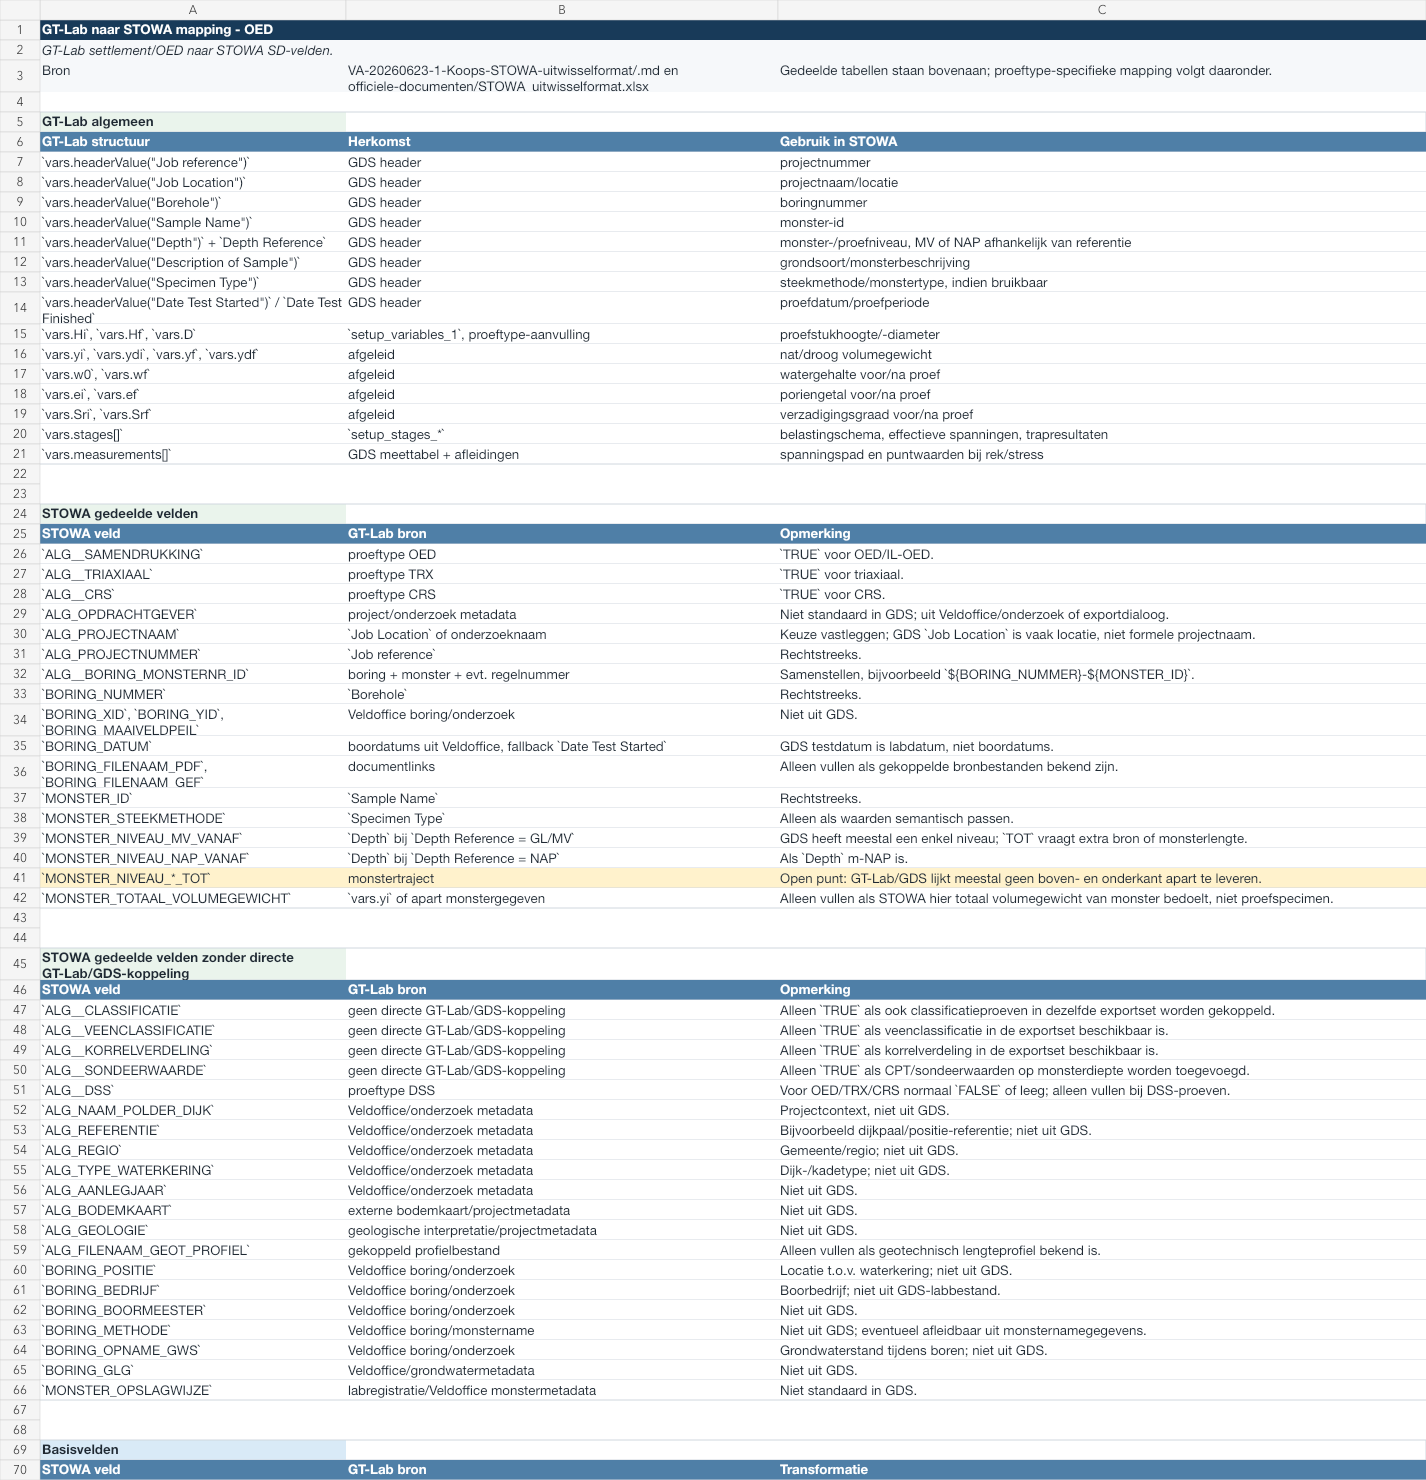 A B C
1 GT-Lab naar STOWA mapping - OED
2 GT-Lab settlement/OED naar STOWA SD-velden.
3 Bron VA-20260623-1-Koops-STOWA-uitwisselformat/.md en Gedeelde tabellen staan bovenaan; proeftype-specifieke mapping volgt daaronder.
officiele-documenten/STOWA_uitwisselformat.xlsx
4
5 GT-Lab algemeen
6 GT-Lab structuur Herkomst Gebruik in STOWA
7 `vars.headerValue("Job reference")` GDS header projectnummer
8 `vars.headerValue("Job Location")` GDS header projectnaam/locatie
9 `vars.headerValue("Borehole")` GDS header boringnummer
10 `vars.headerValue("Sample Name")` GDS header monster-id
11 `vars.headerValue("Depth")` + `Depth Reference` GDS header monster-/proefniveau, MV of NAP afhankelijk van referentie
12 `vars.headerValue("Description of Sample")` GDS header grondsoort/monsterbeschrijving
13 `vars.headerValue("Specimen Type")` GDS header steekmethode/monstertype, indien bruikbaar
14 `vars.headerValue("Date Test Started")` / `Date Test GDS header proefdatum/proefperiode
Finished`
15 `vars.Hi`, `vars.Hf`, `vars.D` `setup_variables_1`, proeftype-aanvulling proefstukhoogte/-diameter
16 `vars.yi`, `vars.ydi`, `vars.yf`, `vars.ydf` afgeleid nat/droog volumegewicht
17 `vars.w0`, `vars.wf` afgeleid watergehalte voor/na proef
18 `vars.ei`, `vars.ef` afgeleid poriengetal voor/na proef
19 `vars.Sri`, `vars.Srf` afgeleid verzadigingsgraad voor/na proef
20 `vars.stages[]` `setup_stages_*` belastingschema, effectieve spanningen, trapresultaten
21 `vars.measurements[]` GDS meettabel + afleidingen spanningspad en puntwaarden bij rek/stress
22
23
24 STOWA gedeelde velden
25 STOWA veld GT-Lab bron Opmerking
26 `ALG__SAMENDRUKKING` proeftype OED `TRUE` voor OED/IL-OED.
27 `ALG__TRIAXIAAL` proeftype TRX `TRUE` voor triaxiaal.
28 `ALG__CRS` proeftype CRS `TRUE` voor CRS.
29 `ALG_OPDRACHTGEVER` project/onderzoek metadata Niet standaard in GDS; uit Veldoffice/onderzoek of exportdialoog.
30 `ALG_PROJECTNAAM` `Job Location` of onderzoeknaam Keuze vastleggen; GDS `Job Location` is vaak locatie, niet formele projectnaam.
31 `ALG_PROJECTNUMMER` `Job reference` Rechtstreeks.
32 `ALG__BORING_MONSTERNR_ID` boring + monster + evt. regelnummer Samenstellen, bijvoorbeeld `${BORING_NUMMER}-${MONSTER_ID}`.
33 `BORING_NUMMER` `Borehole` Rechtstreeks.
34 `BORING_XID`, `BORING_YID`, Veldoffice boring/onderzoek Niet uit GDS.
`BORING_MAAIVELDPEIL`
35 `BORING_DATUM` boordatums uit Veldoffice, fallback `Date Test Started` GDS testdatum is labdatum, niet boordatums.
36 `BORING_FILENAAM_PDF`, documentlinks Alleen vullen als gekoppelde bronbestanden bekend zijn.
`BORING_FILENAAM_GEF`
37 `MONSTER_ID` `Sample Name` Rechtstreeks.
38 `MONSTER_STEEKMETHODE` `Specimen Type` Alleen als waarden semantisch passen.
39 `MONSTER_NIVEAU_MV_VANAF` `Depth` bij `Depth Reference = GL/MV` GDS heeft meestal een enkel niveau; `TOT` vraagt extra bron of monsterlengte.
40 `MONSTER_NIVEAU_NAP_VANAF` `Depth` bij `Depth Reference = NAP` Als `Depth` m-NAP is.
41 `MONSTER_NIVEAU_*_TOT` monstertraject Open punt: GT-Lab/GDS lijkt meestal geen boven- en onderkant apart te leveren.
42 `MONSTER_TOTAAL_VOLUMEGEWICHT` `vars.yi` of apart monstergegeven Alleen vullen als STOWA hier totaal volumegewicht van monster bedoelt, niet proefspecimen.
43
44
45 STOWA gedeelde velden zonder directe
GT-Lab/GDS-koppeling
46 STOWA veld GT-Lab bron Opmerking
47 `ALG__CLASSIFICATIE` geen directe GT-Lab/GDS-koppeling Alleen `TRUE` als ook classificatieproeven in dezelfde exportset worden gekoppeld.
48 `ALG__VEENCLASSIFICATIE` geen directe GT-Lab/GDS-koppeling Alleen `TRUE` als veenclassificatie in de exportset beschikbaar is.
49 `ALG__KORRELVERDELING` geen directe GT-Lab/GDS-koppeling Alleen `TRUE` als korrelverdeling in de exportset beschikbaar is.
50 `ALG__SONDEERWAARDE` geen directe GT-Lab/GDS-koppeling Alleen `TRUE` als CPT/sondeerwaarden op monsterdiepte worden toegevoegd.
51 `ALG__DSS` proeftype DSS Voor OED/TRX/CRS normaal `FALSE` of leeg; alleen vullen bij DSS-proeven.
52 `ALG_NAAM_POLDER_DIJK` Veldoffice/onderzoek metadata Projectcontext, niet uit GDS.
53 `ALG_REFERENTIE` Veldoffice/onderzoek metadata Bijvoorbeeld dijkpaal/positie-referentie; niet uit GDS.
54 `ALG_REGIO` Veldoffice/onderzoek metadata Gemeente/regio; niet uit GDS.
55 `ALG_TYPE_WATERKERING` Veldoffice/onderzoek metadata Dijk-/kadetype; niet uit GDS.
56 `ALG_AANLEGJAAR` Veldoffice/onderzoek metadata Niet uit GDS.
57 `ALG_BODEMKAART` externe bodemkaart/projectmetadata Niet uit GDS.
58 `ALG_GEOLOGIE` geologische interpretatie/projectmetadata Niet uit GDS.
59 `ALG_FILENAAM_GEOT_PROFIEL` gekoppeld profielbestand Alleen vullen als geotechnisch lengteprofiel bekend is.
60 `BORING_POSITIE` Veldoffice boring/onderzoek Locatie t.o.v. waterkering; niet uit GDS.
61 `BORING_BEDRIJF` Veldoffice boring/onderzoek Boorbedrijf; niet uit GDS-labbestand.
62 `BORING_BOORMEESTER` Veldoffice boring/onderzoek Niet uit GDS.
63 `BORING_METHODE` Veldoffice boring/monstername Niet uit GDS; eventueel afleidbaar uit monsternamegegevens.
64 `BORING_OPNAME_GWS` Veldoffice boring/onderzoek Grondwaterstand tijdens boren; niet uit GDS.
65 `BORING_GLG` Veldoffice/grondwatermetadata Niet uit GDS.
66 `MONSTER_OPSLAGWIJZE` labregistratie/Veldoffice monstermetadata Niet standaard in GDS.
67
68
69 Basisvelden
70 STOWA veld GT-Lab bron Transformatie